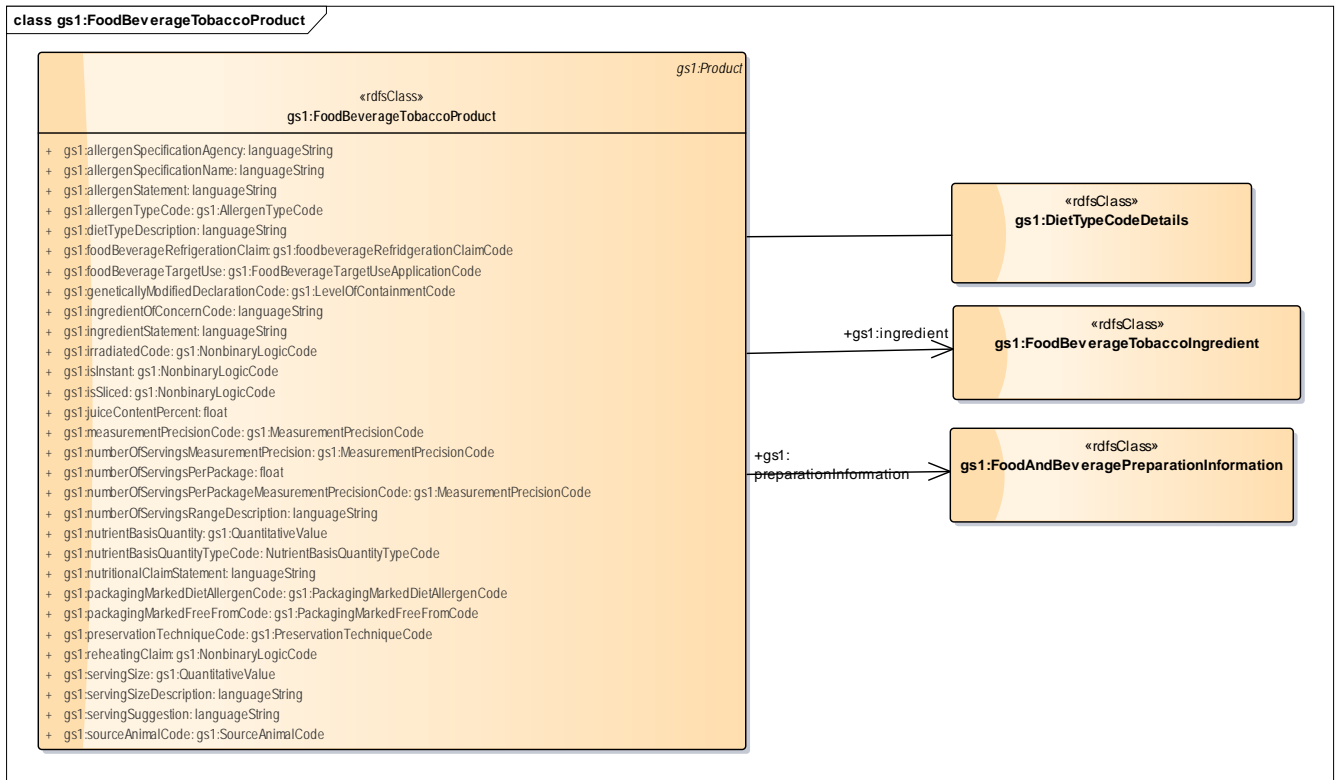 class gs1:FoodBeverageTobaccoProduct
gs1:Product
«rdfsClass»
gs1:FoodBeverageTobaccoProduct
+ gs1:allergenSpecificationAgency: languageString
+ gs1:allergenSpecificationName: languageString
+ gs1:allergenStatement: languageString
+ gs1:allergenTypeCode: gs1:AllergenTypeCode
+ gs1:dietTypeDescription: languageString
+ gs1:foodBeverageRefrigerationClaim: gs1:foodbeverageRefridgerationClaimCode
+ gs1:foodBeverageTargetUse: gs1:FoodBeverageTargetUseApplicationCode
+ gs1:geneticallyModifiedDeclarationCode: gs1:LevelOfContainmentCode
+ gs1:ingredientOfConcernCode: languageString
+ gs1:ingredientStatement: languageString
+ gs1:irradiatedCode: gs1:NonbinaryLogicCode
+ gs1:isInstant: gs1:NonbinaryLogicCode
+ gs1:isSliced: gs1:NonbinaryLogicCode
+ gs1:juiceContentPercent: float
+ gs1:measurementPrecisionCode: gs1:MeasurementPrecisionCode
+ gs1:numberOfServingsMeasurementPrecision: gs1:MeasurementPrecisionCode
+ gs1:numberOfServingsPerPackage: float
+ gs1:numberOfServingsPerPackageMeasurementPrecisionCode: gs1:MeasurementPrecisionCode
+ gs1:numberOfServingsRangeDescription: languageString
+ gs1:nutrientBasisQuantity: gs1:QuantitativeValue
+ gs1:nutrientBasisQuantityTypeCode: NutrientBasisQuantityTypeCode
+ gs1:nutritionalClaimStatement: languageString
+ gs1:packagingMarkedDietAllergenCode: gs1:PackagingMarkedDietAllergenCode
+ gs1:packagingMarkedFreeFromCode: gs1:PackagingMarkedFreeFromCode
+ gs1:preservationTechniqueCode: gs1:PreservationTechniqueCode
+ gs1:reheatingClaim: gs1:NonbinaryLogicCode
+ gs1:servingSize: gs1:QuantitativeValue
+ gs1:servingSizeDescription: languageString
+ gs1:servingSuggestion: languageString
+ gs1:sourceAnimalCode: gs1:SourceAnimalCode
«rdfsClass»
gs1:DietTypeCodeDetails
+gs1:ingredient
«rdfsClass»
gs1:FoodBeverageTobaccoIngredient
+gs1:
preparationInformation
«rdfsClass»
gs1:FoodAndBeveragePreparationInformation